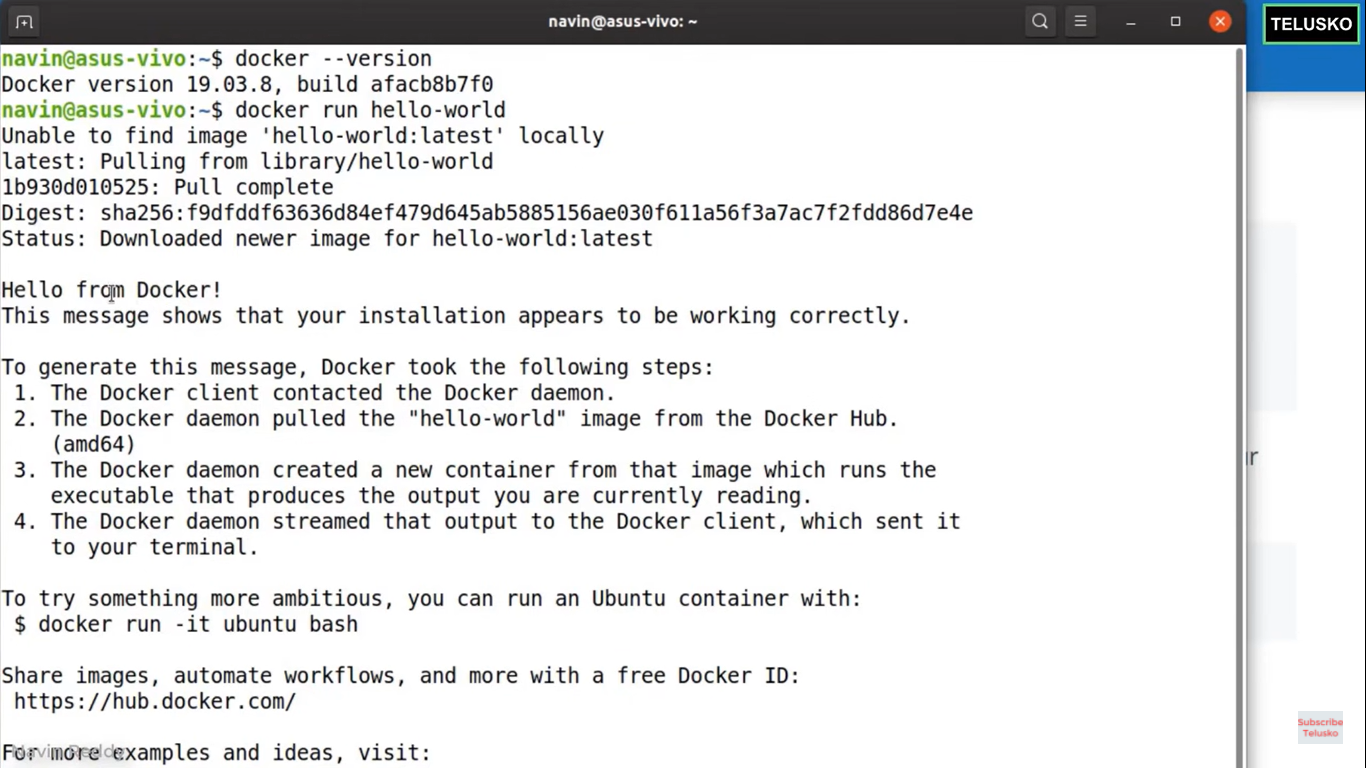 navin@asus-vivo: ~
TELUSKO
navin@asus-vivo:~$ docker --version
Docker version 19.03.8, build afacb8b7f0
navin@asus-vivo:~$ docker run hello-world
Unable to find image 'hello-world:latest' locally
latest: Pulling from library/hello-world
1b930d010525: Pull complete
Digest: sha256:f9dfddf63636d84ef479d645ab5885156ae030f611a56f3a7ac7f2fdd86d7e4e
Status: Downloaded newer image for hello-world:latest
Hello from Docker!
This message shows that your installation appears to be working correctly.
To generate this message, Docker took the following steps:
1. The Docker client contacted the Docker daemon.
2. The Docker daemon pulled the "hello-world" image from the Docker Hub.
(amd64)
3. The Docker daemon created a new container from that image which runs the
executable that produces the output you are currently reading.
4. The Docker daemon streamed that output to the Docker client, which sent it
to your terminal.
To try something more ambitious, you can run an Ubuntu container with:
$ docker run -it ubuntu bash
Share images, automate workflows, and more with a free Docker ID:
https://hub.docker.com/
For more examples and ideas, visit:
Navin Reddy
Subscribe
Telusko